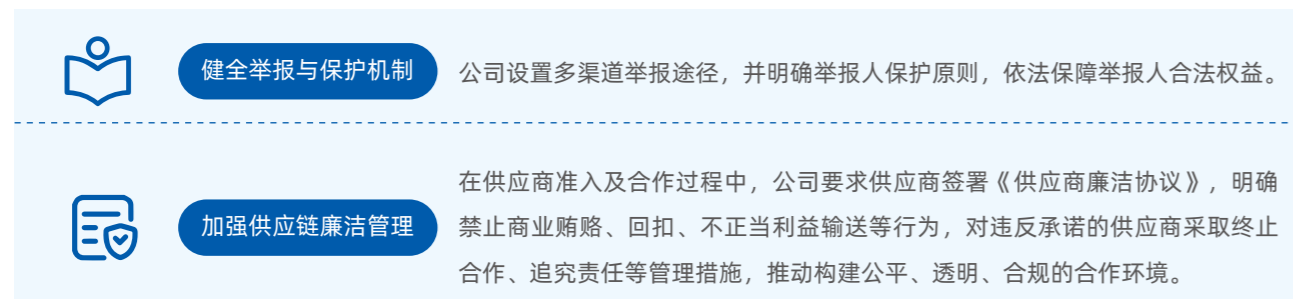 健全举报与保护机制
公司设置多渠道举报途径，并明确举报人保护原则，依法保障举报人合法权益。
加强供应链廉洁管理
在供应商准入及合作过程中，公司要求供应商签署《供应商廉洁协议》，明确
禁止商业贿赂、回扣、不正当利益输送等行为，对违反承诺的供应商采取终止
合作、追究责任等管理措施，推动构建公平、透明、合规的合作环境。